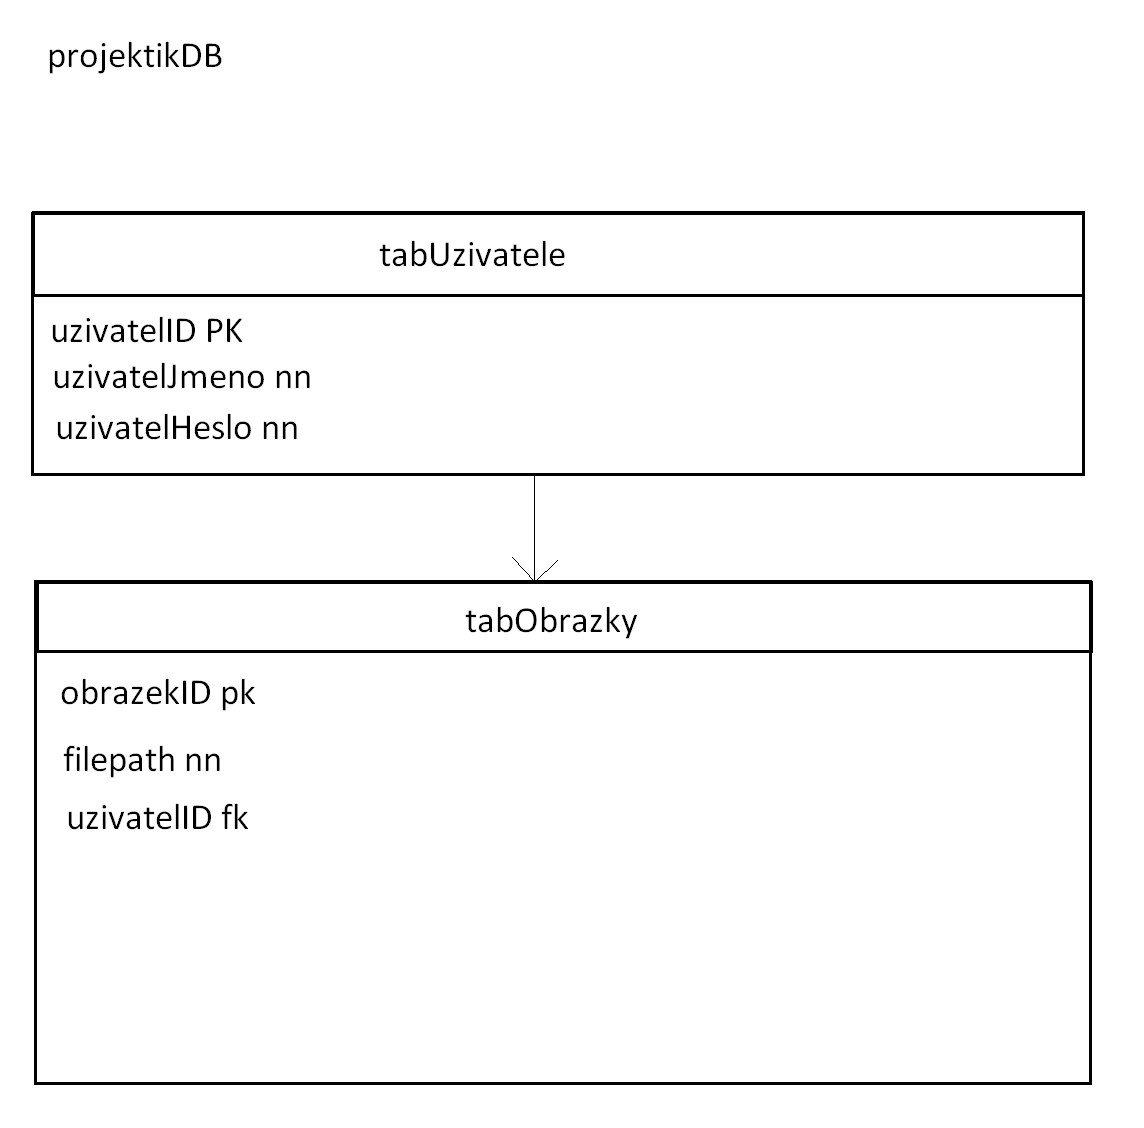 projektikDB
tabUzivatele
uzivatelID PK
uzivatelJmeno nn
uzivatelHeslo nn
tabObrazky
obrazekID pk
filepath nn
uzivatelID fk